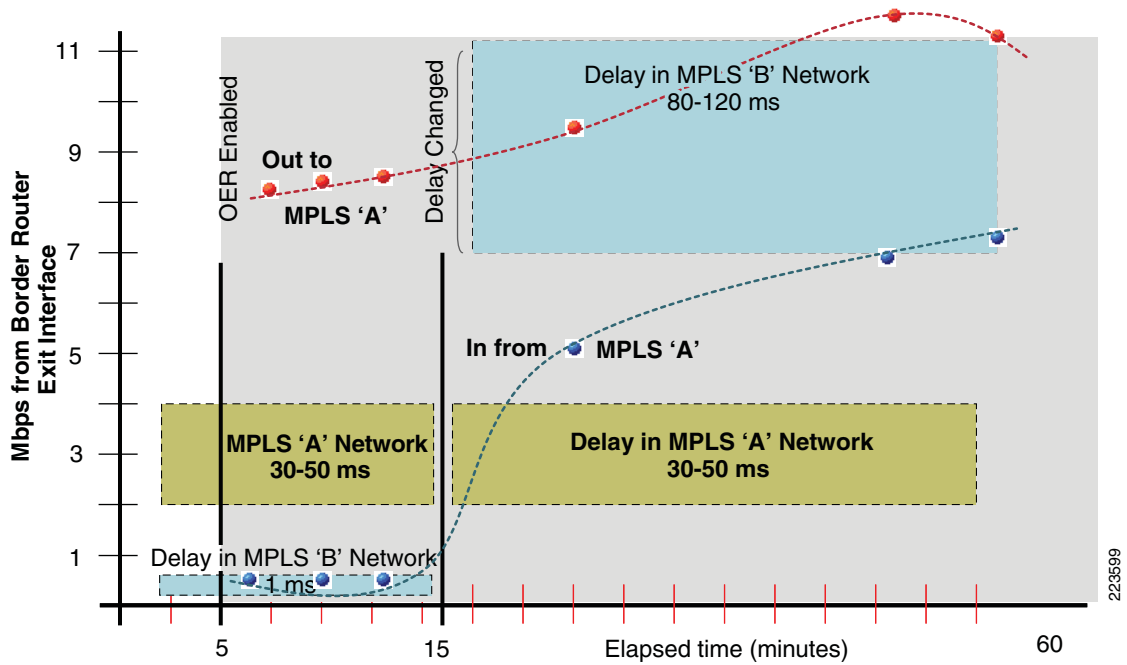 11
9
7
5
3
1
Mbps from Border Router
Exit Interface
OER Enabled
Out to
MPLS ‘A’
Delay Changed
Delay in MPLS ‘B’ Network
80-120 ms
In from
MPLS ‘A’
MPLS ‘A’ Network
30-50 ms
Delay in MPLS ‘A’ Network
30-50 ms
Delay in MPLS ‘B’ Network
1 ms
5
15
Elapsed time (minutes)
60
223599